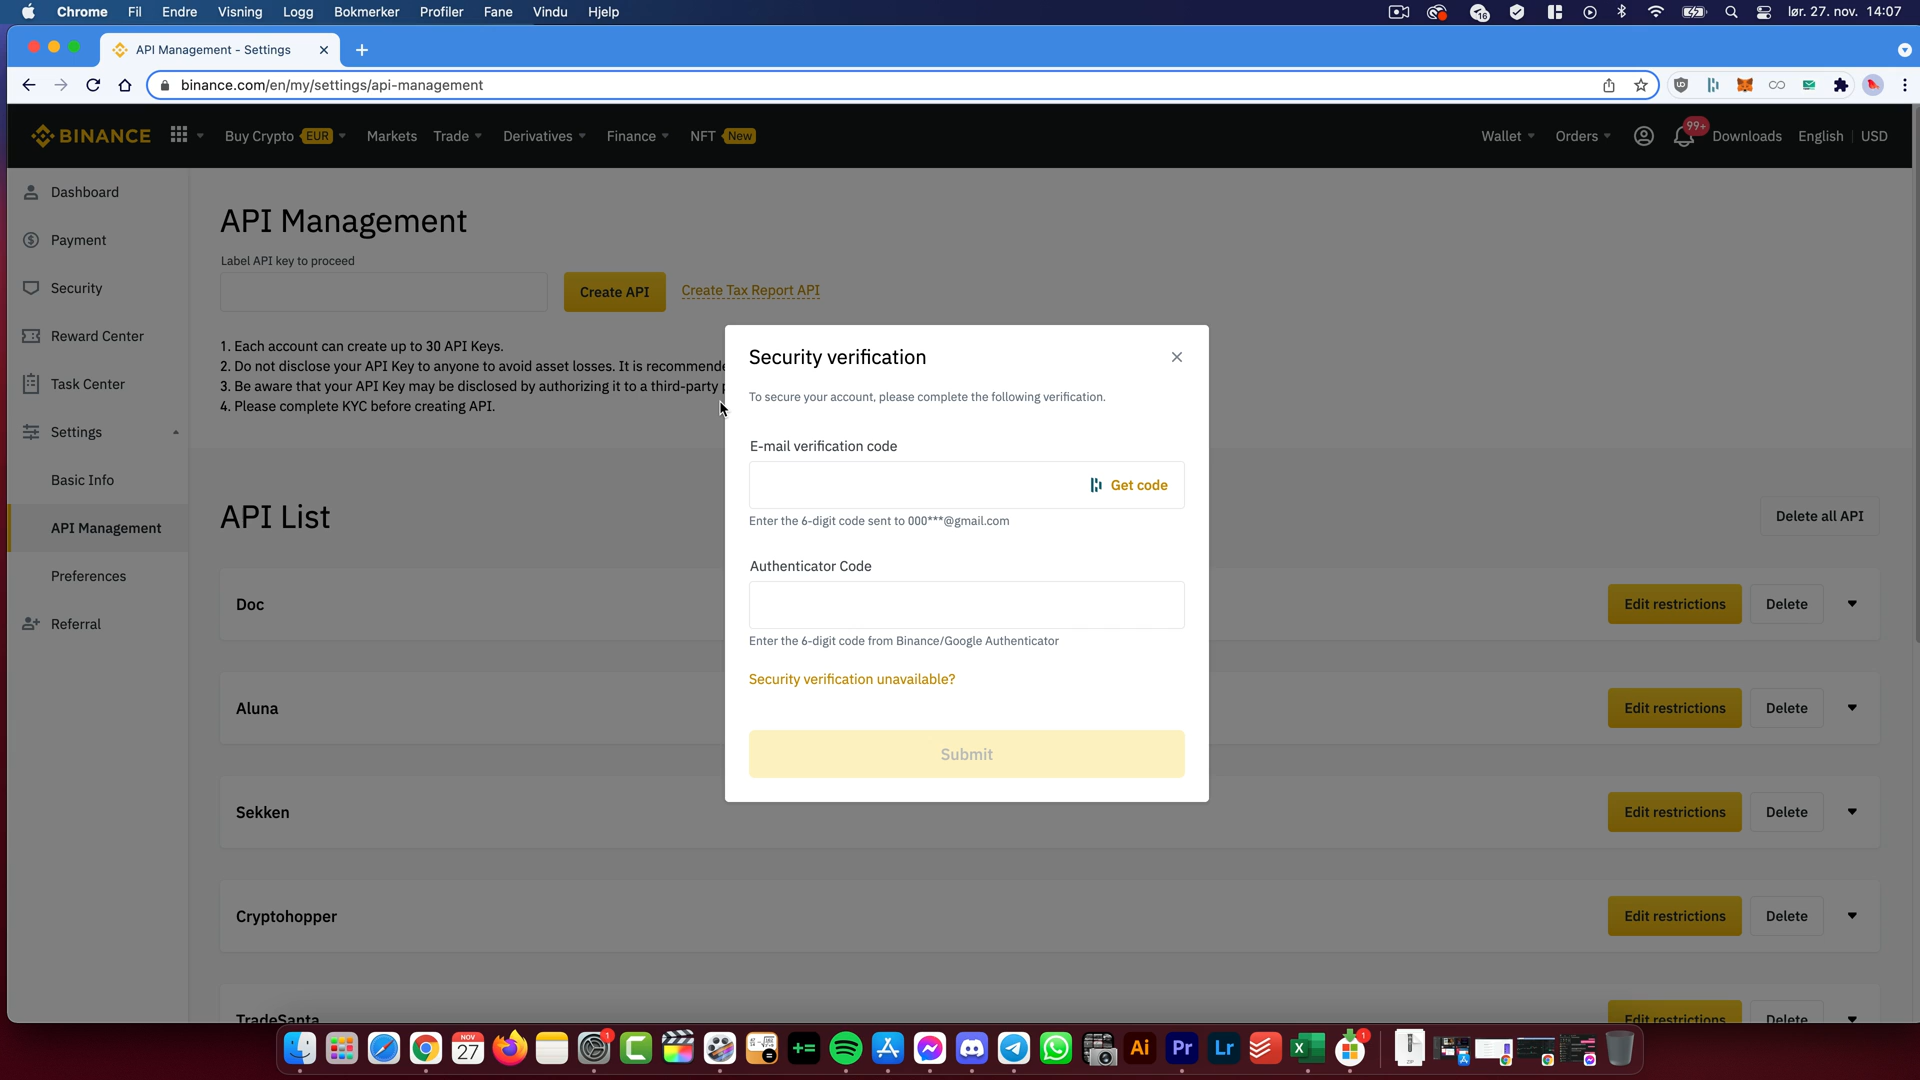 Chrome Fil Endre Visning Logg Bokmerker Profiler Fane Vindu Hjelp
16
lør. 27. nov. 14:07
API Management - Settings
binance.com/en/my/settings/api-management
BINANCE
Buy Crypto EUR Markets Trade Derivatives Finance NFT New
Wallet Orders 99+ Downloads English USD
Dashboard
Payment
Security
Reward Center
Task Center
Settings
Basic Info
API Management
Preferences
Referral
API Management
Label API key to proceed
Create API
Create Tax Report API
1. Each account can create up to 30 API Keys.
2. Do not disclose your API Key to anyone to avoid asset losses. It is recommende
3. Be aware that your API Key may be disclosed by authorizing it to a third-party p
4. Please complete KYC before creating API.
API List
Delete all API
Doc Edit restrictions Delete
Aluna Edit restrictions Delete
Sekken Edit restrictions Delete
Cryptohopper Edit restrictions Delete
TradeSanta Edit restrictions Delete
Security verification
To secure your account, please complete the following verification.
E-mail verification code
Get code
Enter the 6-digit code sent to 000***@gmail.com
Authenticator Code
Enter the 6-digit code from Binance/Google Authenticator
Security verification unavailable?
Submit
NOV
27
1
Ai
Pr
Lr
X
1
ZIP